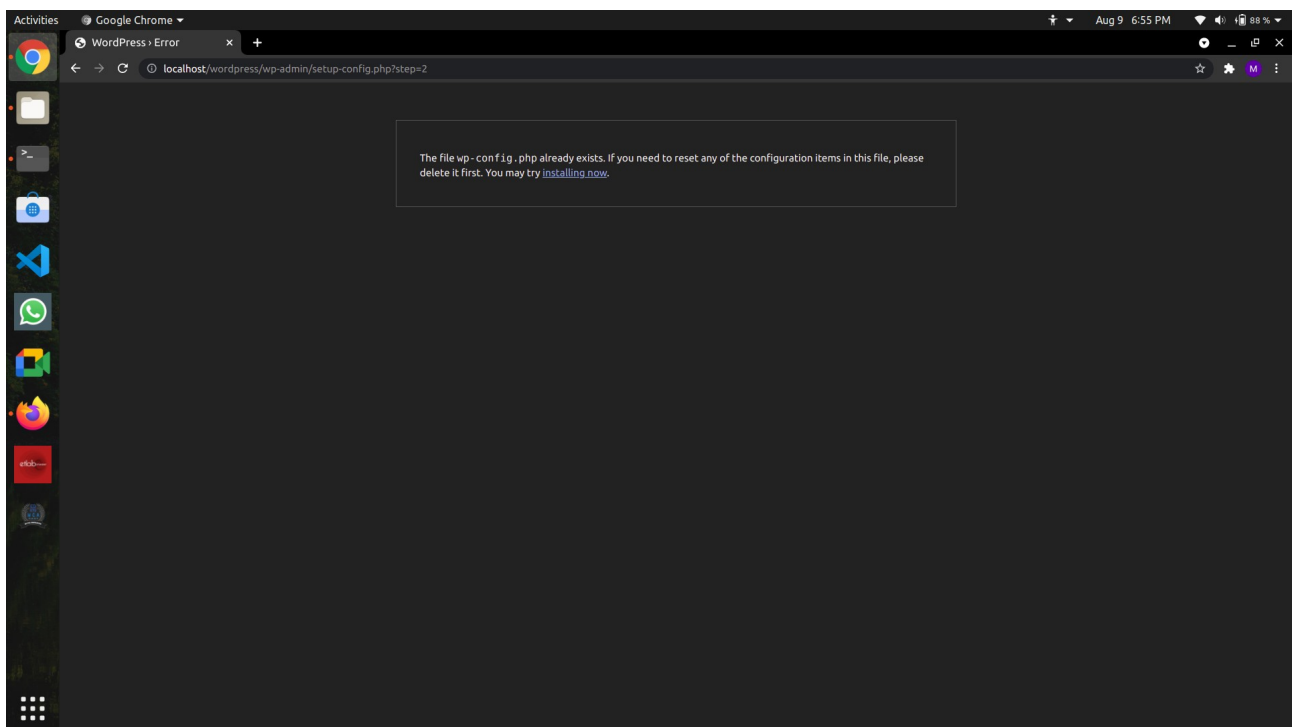 Activities
Google Chrome
Aug 9 6:55 PM
88 %
WordPress › Error
localhost/wordpress/wp-admin/setup-config.php?step=2
M
The file wp-config.php already exists. If you need to reset any of the configuration items in this file, please
delete it first. You may try installing now.